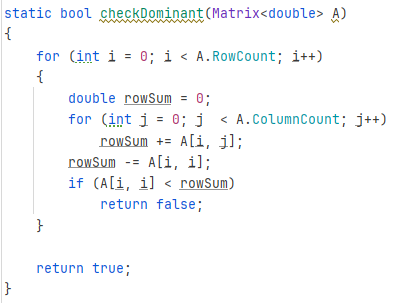 static bool checkDominant(Matrix<double> A)
{
    for (int i = 0; i < A.RowCount; i++)
    {
        double rowSum = 0;
        for (int j = 0; j  < A.ColumnCount; j++)
            rowSum += A[i, j];
        rowSum -= A[i, i];
        if (A[i, i] < rowSum)
            return false;
    }

    return true;
}